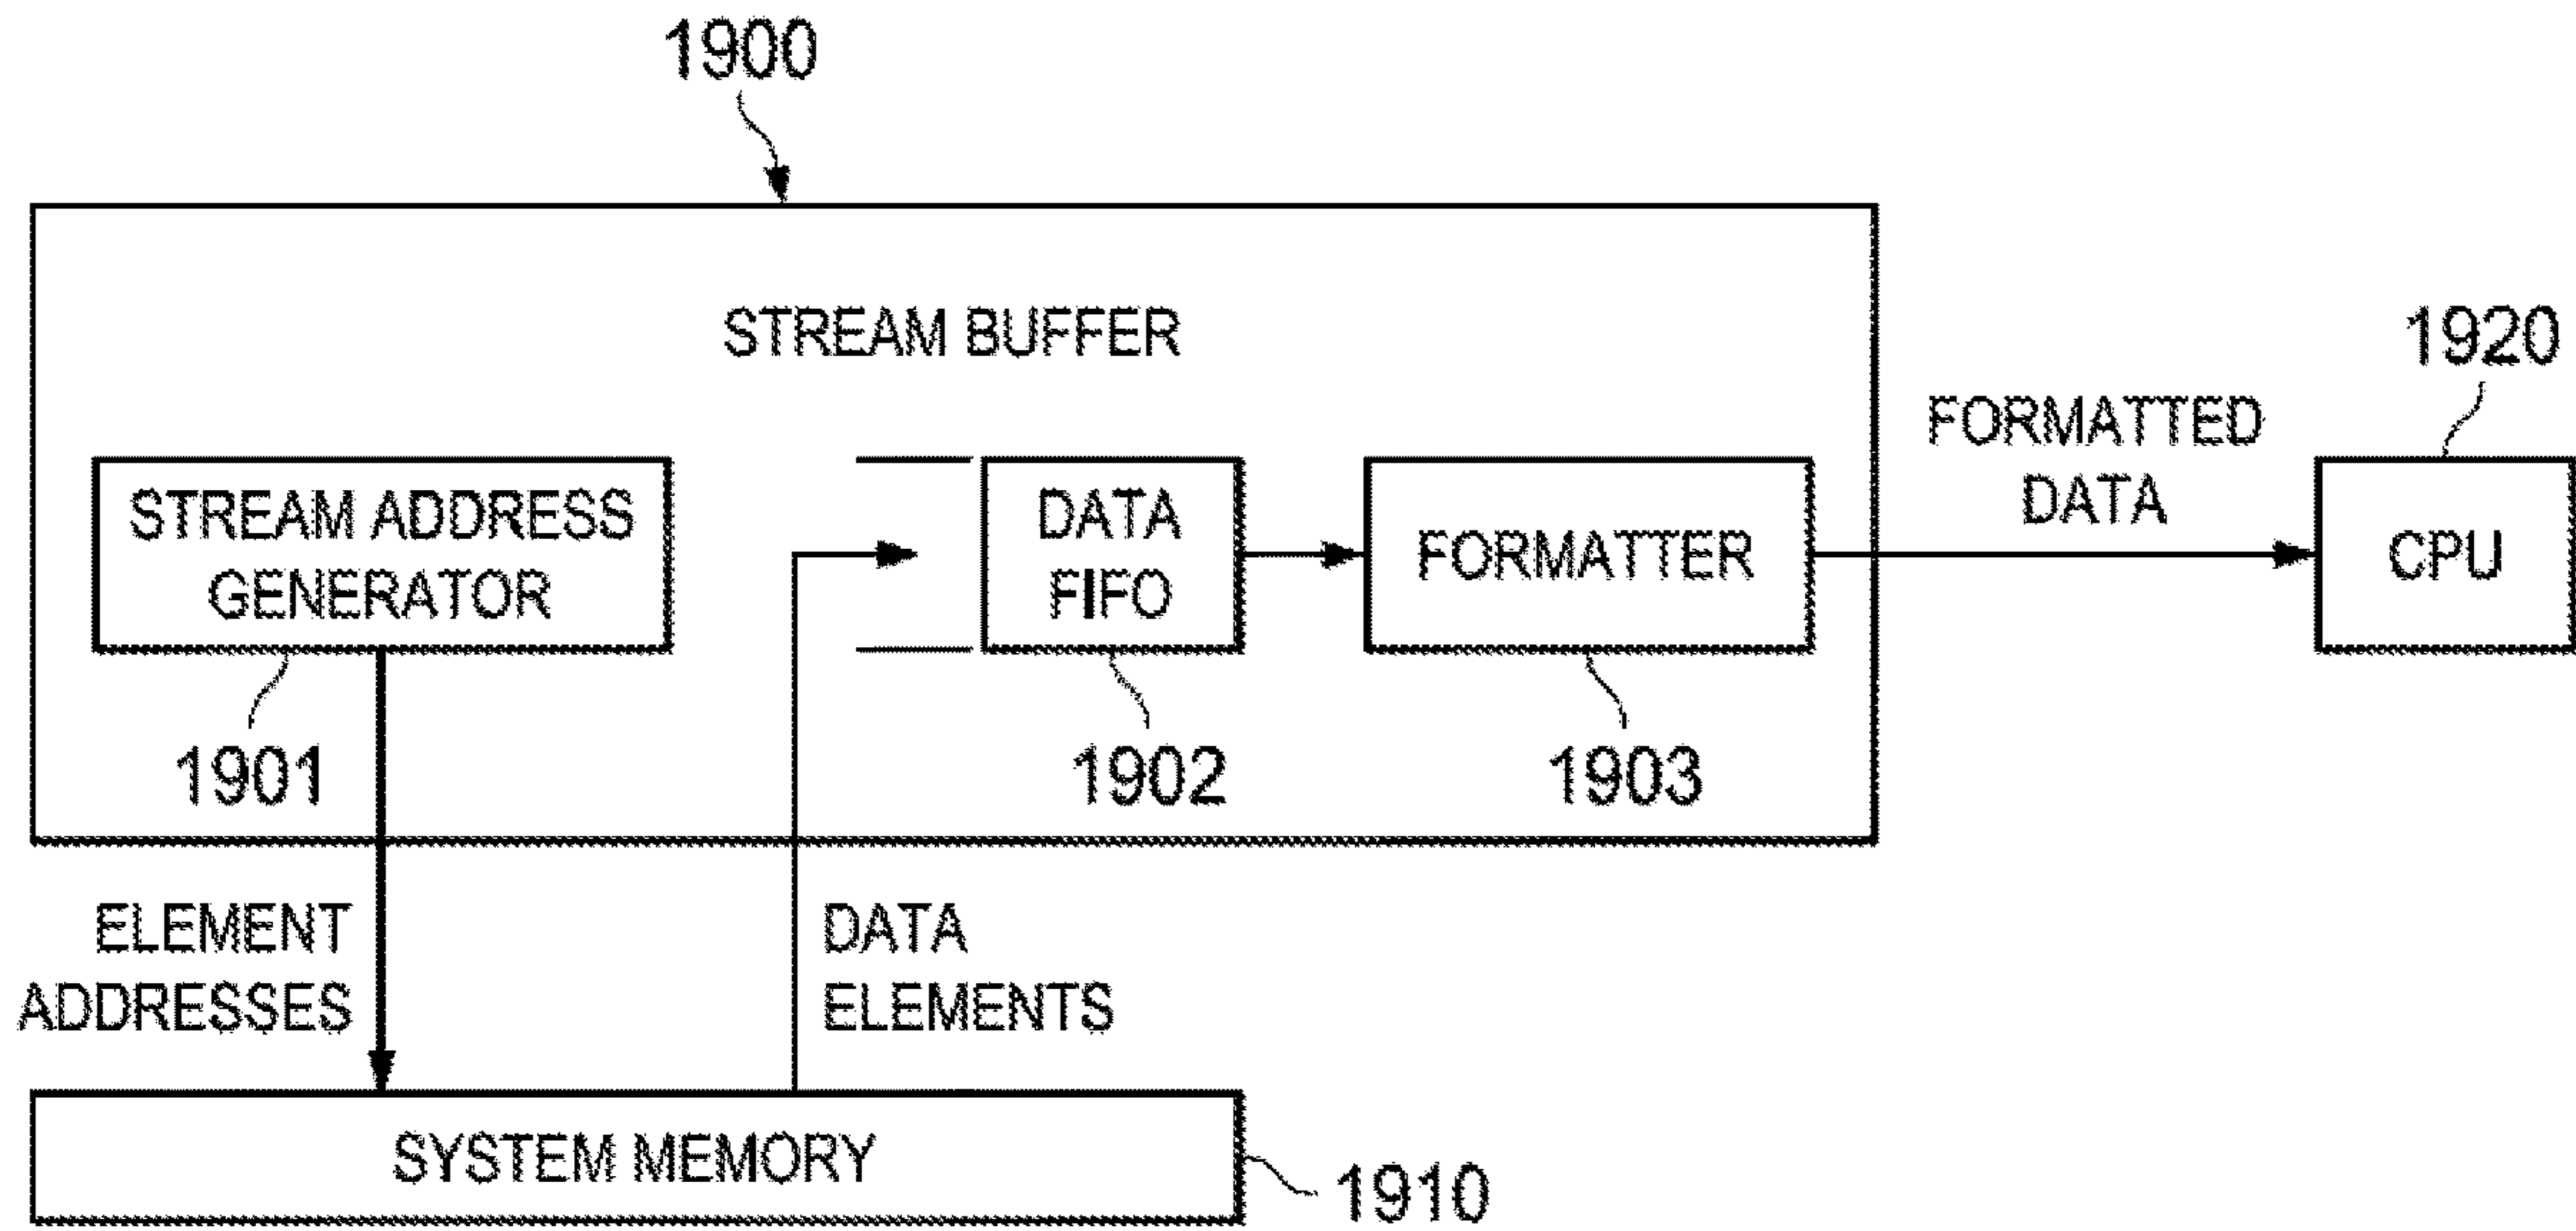 1900
STREAM BUFFER
1920
FORMATTED
DATA
STREAM ADDRESS
GENERATOR
DATA
FIFO
FORMATTER
CPU
1901
1902
1903
ELEMENT
ADDRESSES
DATA
ELEMENTS
SYSTEM MEMORY
1910